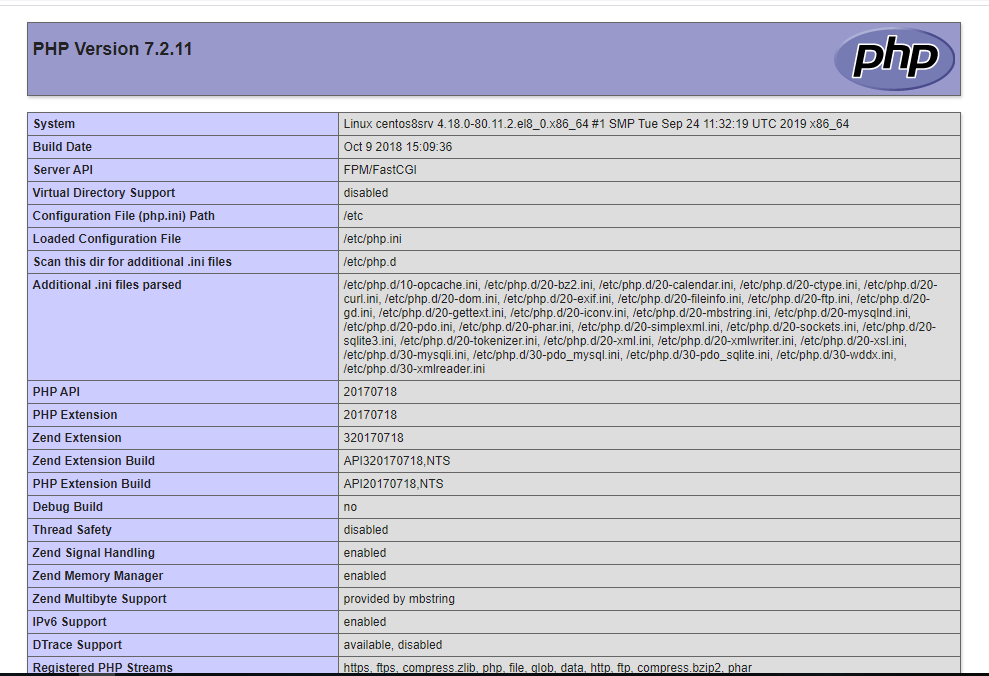 PHP Version 7.2.11
php
System
Linux centos8srv 4.18.0-80.11.2.el8_0.x86_64 #1 SMP Tue Sep 24 11:32:19 UTC 2019 x86_64
Build Date
Oct 9 2018 15:09:36
Server API
FPM/FastCGI
Virtual Directory Support
disabled
Configuration File (php.ini) Path
/etc
Loaded Configuration File
/etc/php.ini
Scan this dir for additional .ini files
/etc/php.d
Additional .ini files parsed
/etc/php.d/10-opcache.ini, /etc/php.d/20-bz2.ini, /etc/php.d/20-calendar.ini, /etc/php.d/20-ctype.ini, /etc/php.d/20-
curl.ini, /etc/php.d/20-dom.ini, /etc/php.d/20-exif.ini, /etc/php.d/20-fileinfo.ini, /etc/php.d/20-ftp.ini, /etc/php.d/20-
gd.ini, /etc/php.d/20-gettext.ini, /etc/php.d/20-iconv.ini, /etc/php.d/20-mbstring.ini, /etc/php.d/20-mysqlnd.ini,
/etc/php.d/20-pdo.ini, /etc/php.d/20-phar.ini, /etc/php.d/20-simplexml.ini, /etc/php.d/20-sockets.ini, /etc/php.d/20-
sqlite3.ini, /etc/php.d/20-tokenizer.ini, /etc/php.d/20-xml.ini, /etc/php.d/20-xmlwriter.ini, /etc/php.d/20-xsl.ini,
/etc/php.d/30-mysqli.ini, /etc/php.d/30-pdo_mysql.ini, /etc/php.d/30-pdo_sqlite.ini, /etc/php.d/30-wddx.ini,
/etc/php.d/30-xmlreader.ini
PHP API
20170718
PHP Extension
20170718
Zend Extension
320170718
Zend Extension Build
API320170718,NTS
PHP Extension Build
API20170718,NTS
Debug Build
no
Thread Safety
disabled
Zend Signal Handling
enabled
Zend Memory Manager
enabled
Zend Multibyte Support
provided by mbstring
IPv6 Support
enabled
DTrace Support
available, disabled
Registered PHP Streams
https, ftps, compress.zlib, php, file, glob, data, http, ftp, compress.bzip2, phar